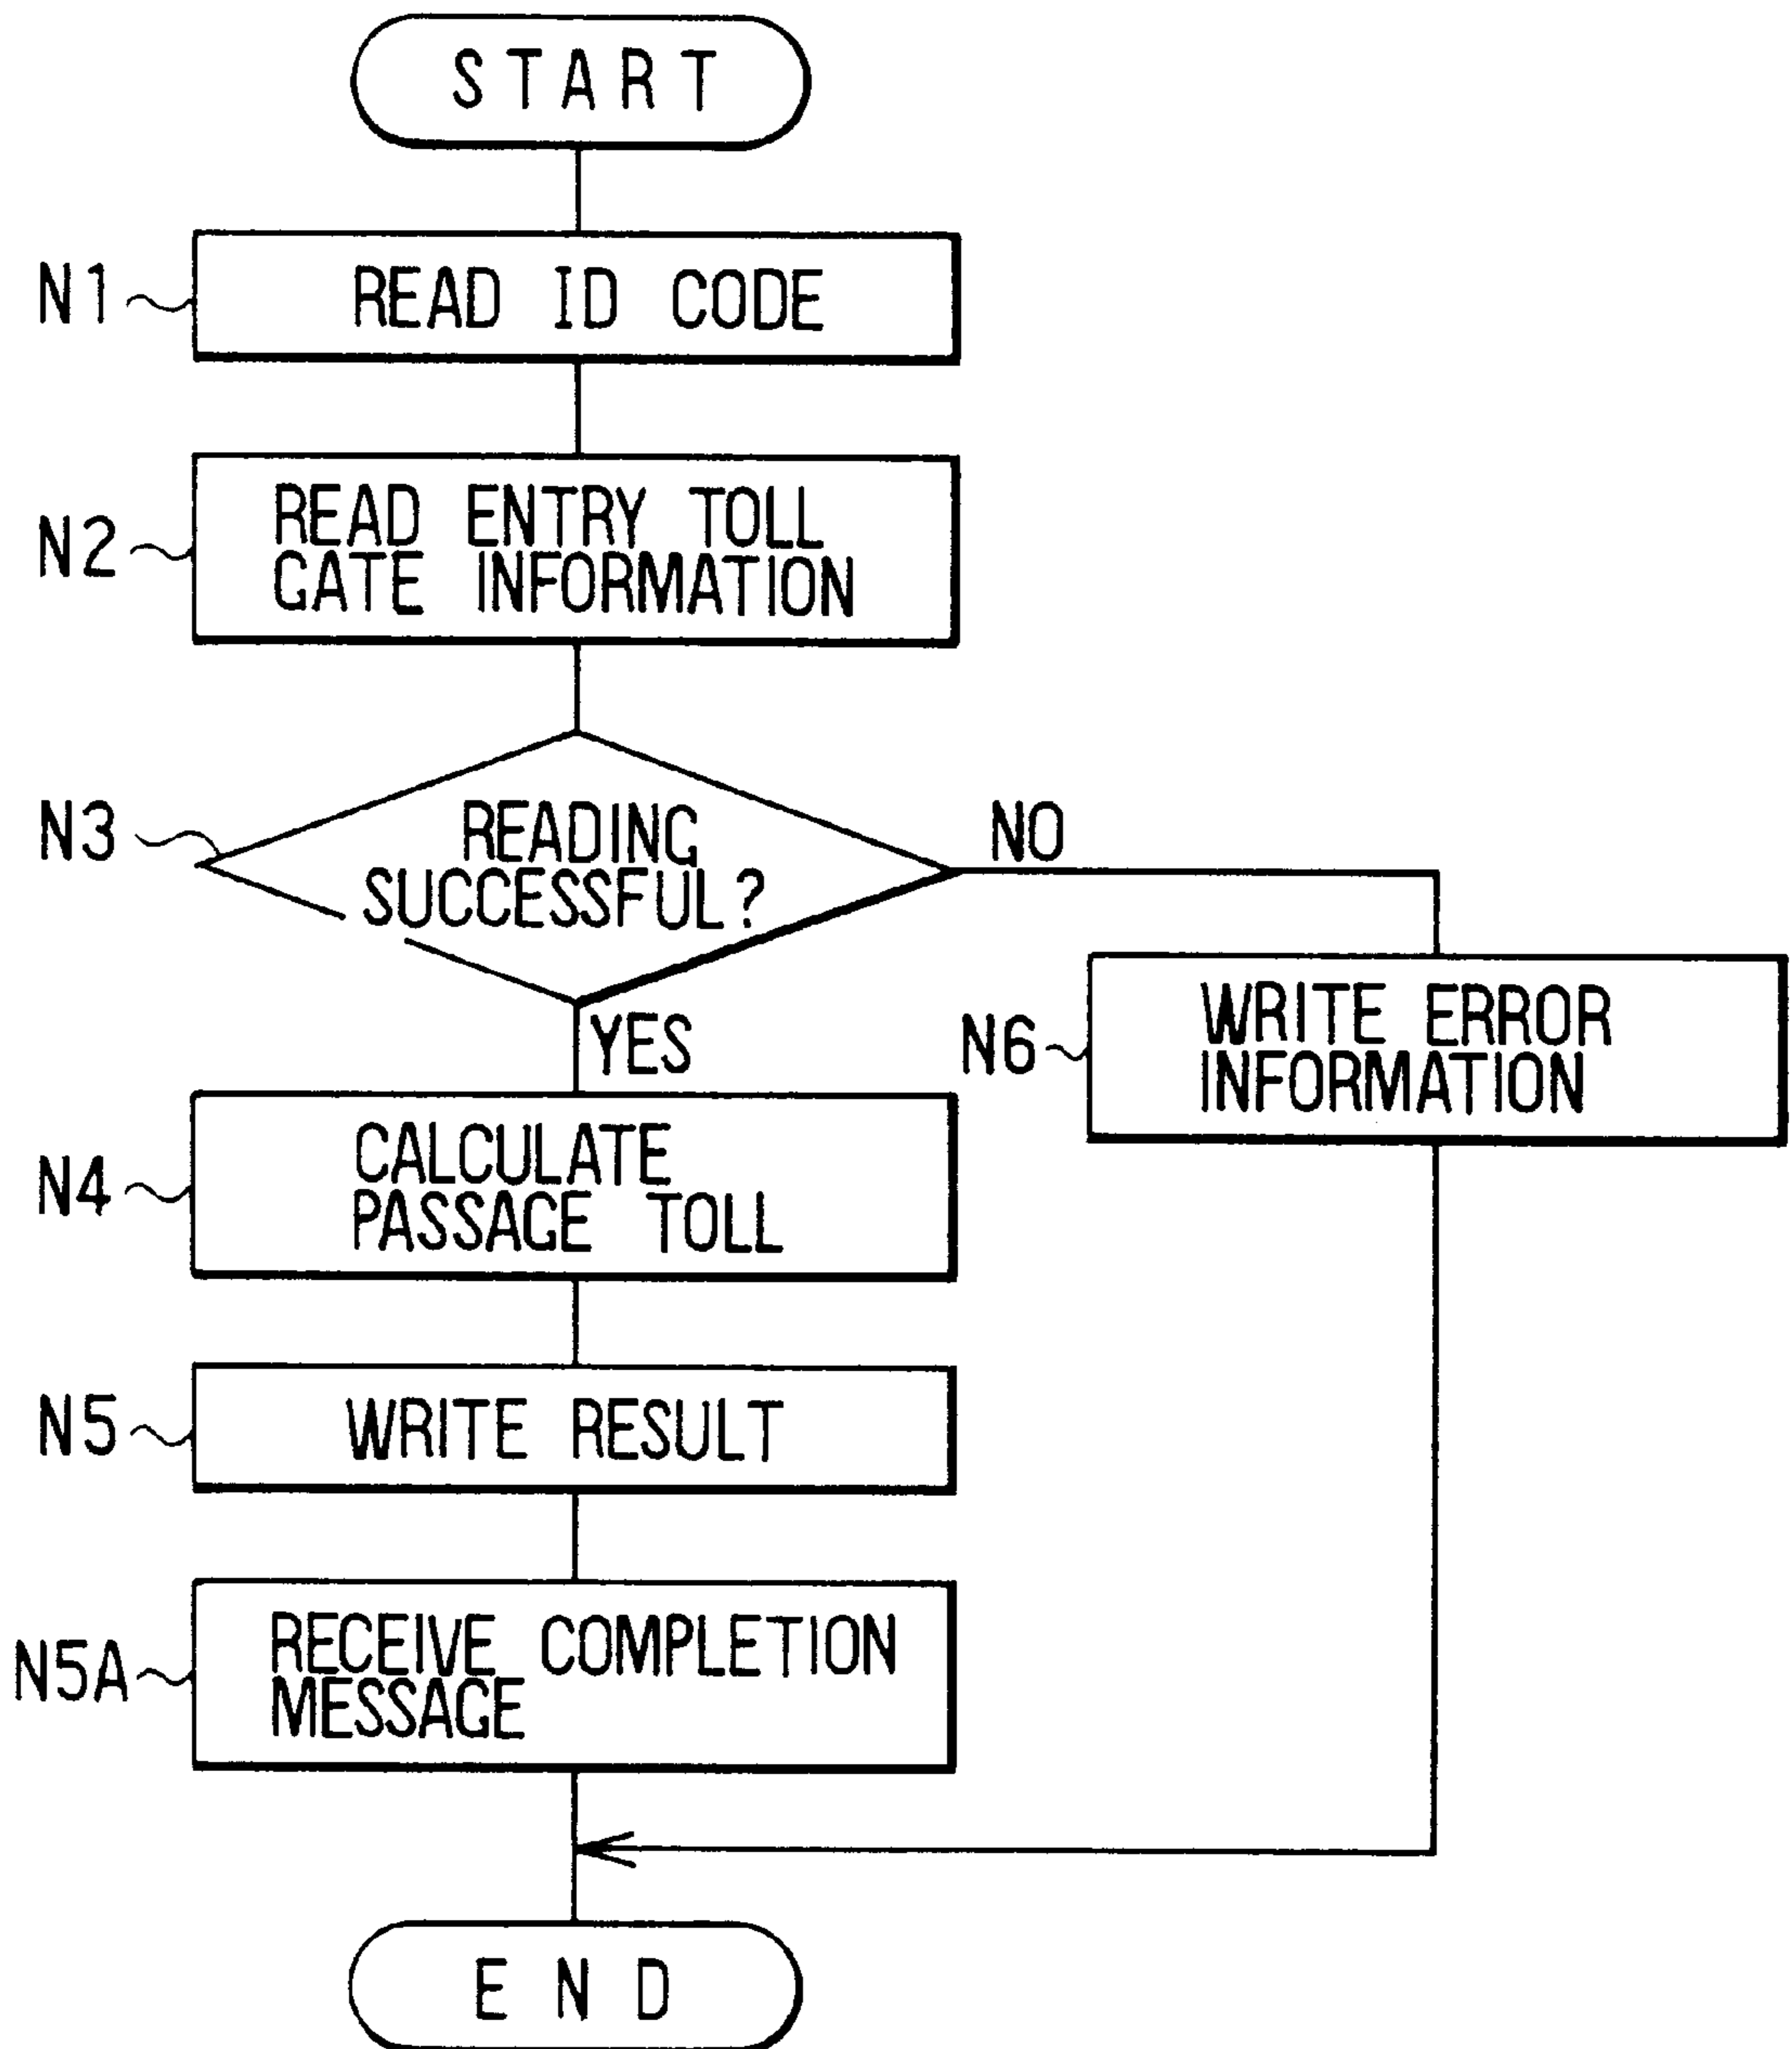 START
N1
READ ID CODE
N2
READ ENTRY TOLL
GATE INFORMATION
N3
READING
SUCCESSFUL?
NO
YES
N6
WRITE ERROR
INFORMATION
N4
CALCULATE
PASSAGE TOLL
N5
WRITE RESULT
N5A
RECEIVE COMPLETION
MESSAGE
END